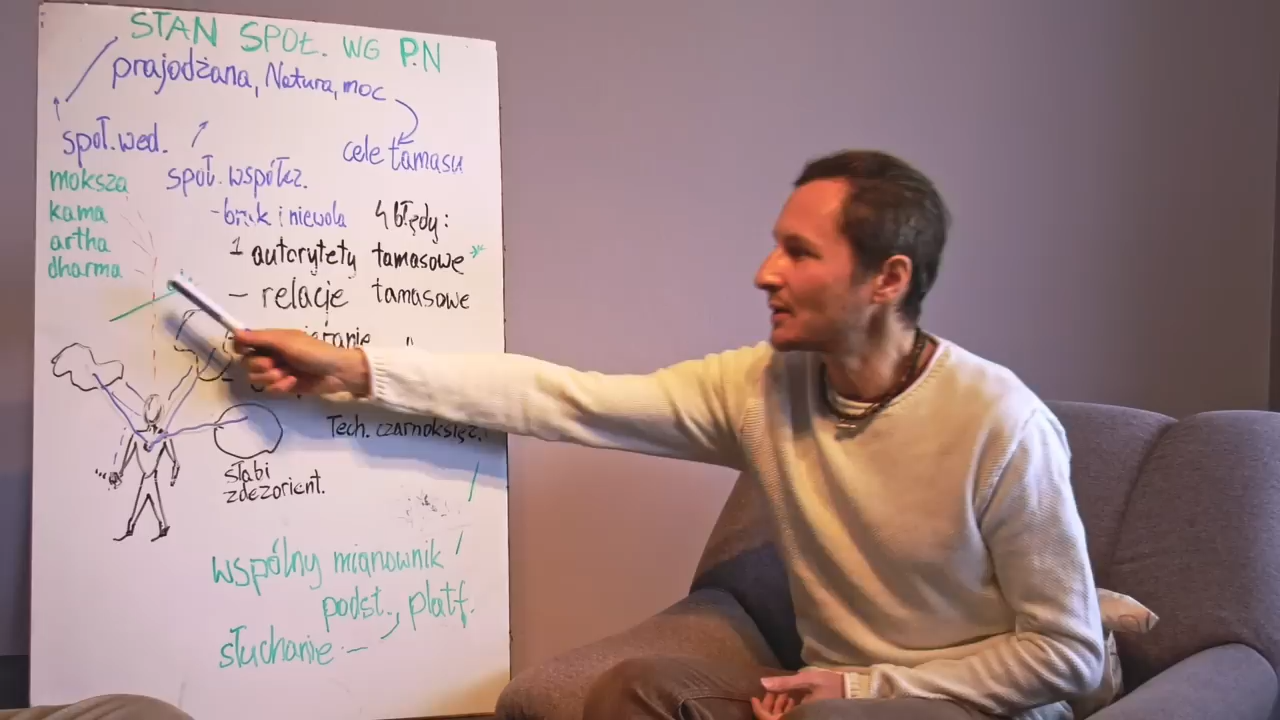 STAN SPOŁ. WG P.N
prajodżana, Natura, moc
społ. wed.
cele tamasu
moksza
kama
artha
dharma
społ. współcz.
- brak i niewola
4 błędy:
1 autorytety tamasowe
- relacje tamasowe
"
Tech. czarnoksięż.
słabi
zdezorient.
wspólny mianownik
podst., platf.
słuchanie -